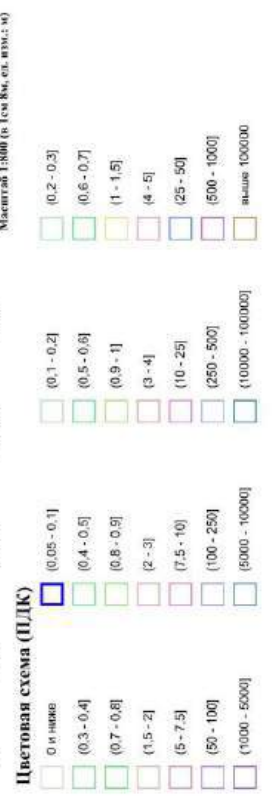 Масштаб 1:800 (в 1см 8м, ед. изм.: м)
Цветовая схема (ПДК)
0 и ниже (0,05 - 0,1] (0,1 - 0,2] (0,2 - 0,3]
(0,3 - 0,4] (0,4 - 0,5] (0,5 - 0,6] (0,6 - 0,7]
(0,7 - 0,8] (0,8 - 0,9] (0,9 - 1] (1 - 1,5]
(1,5 - 2] (2 - 3] (3 - 4] (4 - 5]
(5 - 7,5] (7,5 - 10] (10 - 25] (25 - 50]
(50 - 100] (100 - 250] (250 - 500] (500 - 1000]
(1000 - 5000] (5000 - 10000] (10000 - 100000] выше 100000